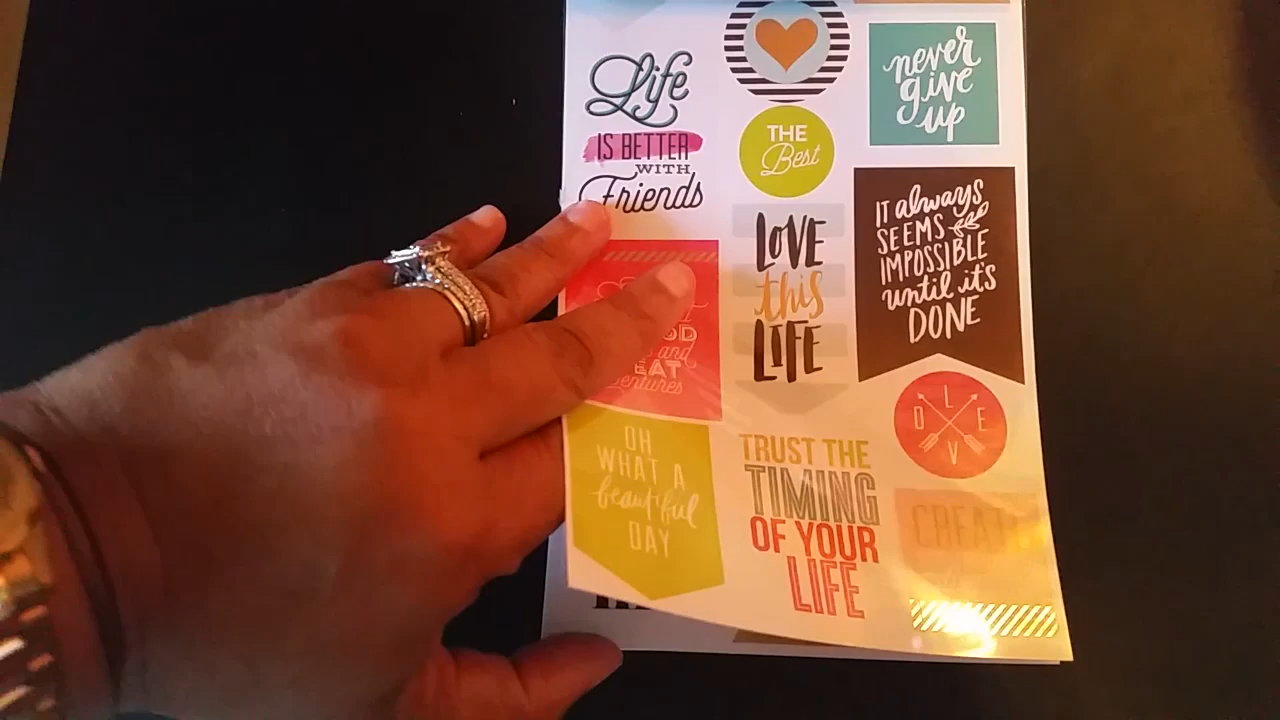 Life
IS BETTER
WITH
Friends
THE
Best
never
give
up
LOVE
this
LIFE
IT always
SEEMS
IMPOSSIBLE
until it's
DONE
and
L
O E
V
OH
WHAT A
beautiful
DAY
TRUST THE
TIMING
OF YOUR
LIFE